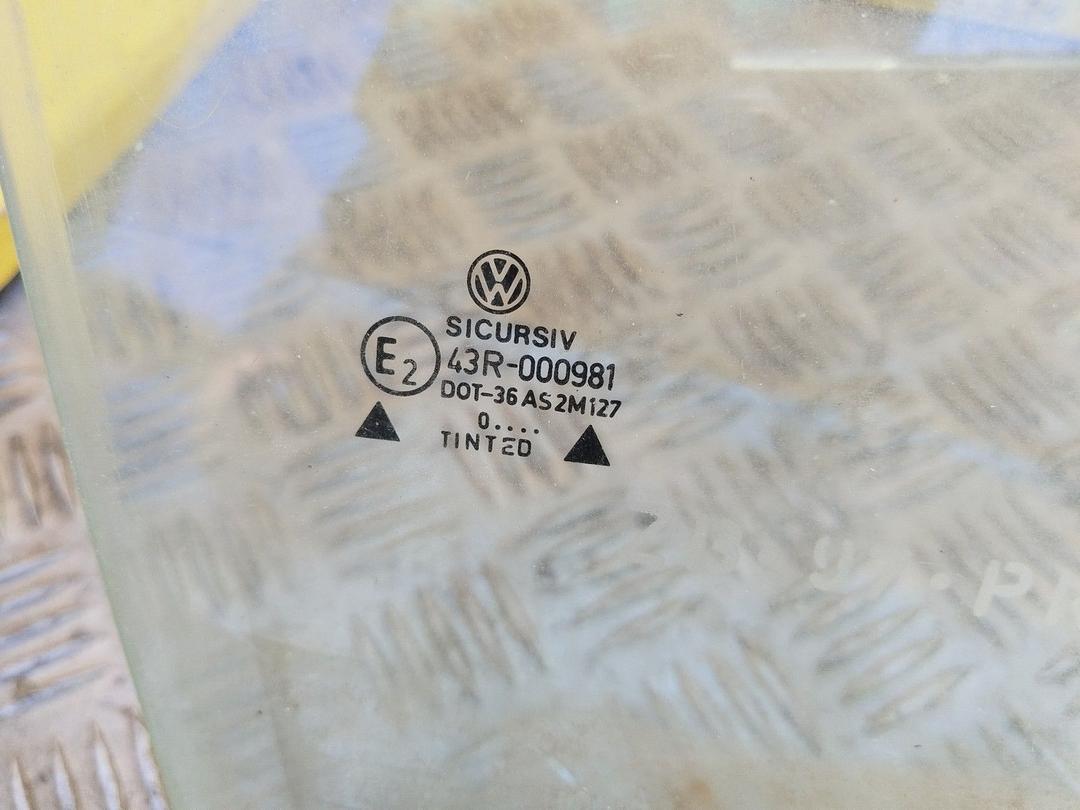 SICURSIV
E2 43R-000981
DOT-36 AS2M127
0....
TINTED